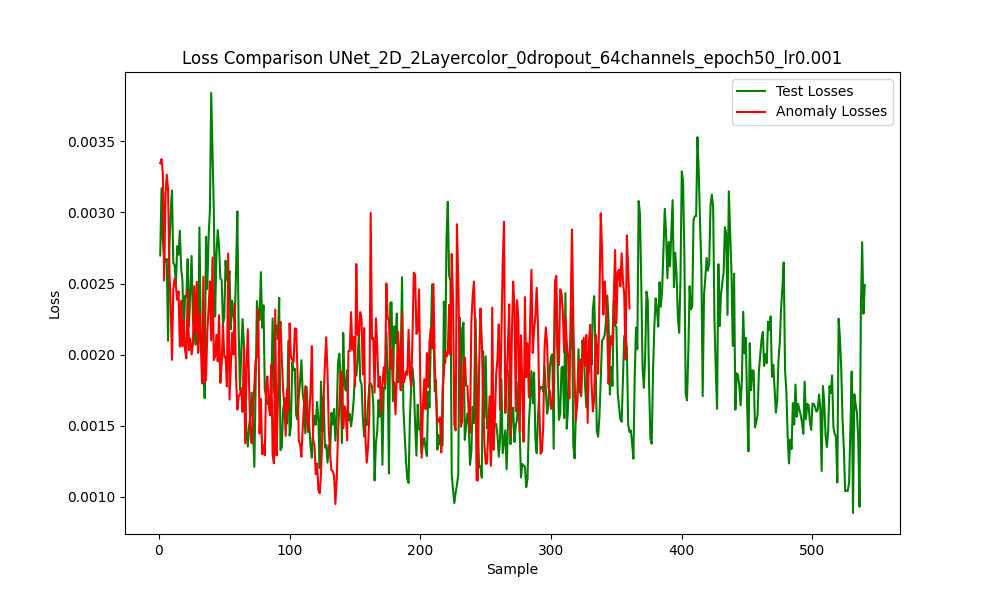 Loss Comparison UNet_2D_2Layercolor_0dropout_64channels_epoch50_lr0.001
Test Losses
Anomaly Losses
0.0035
0.0030
0.0025
0.0020
0.0015
0.0010
Loss
0
100
200
300
400
500
Sample